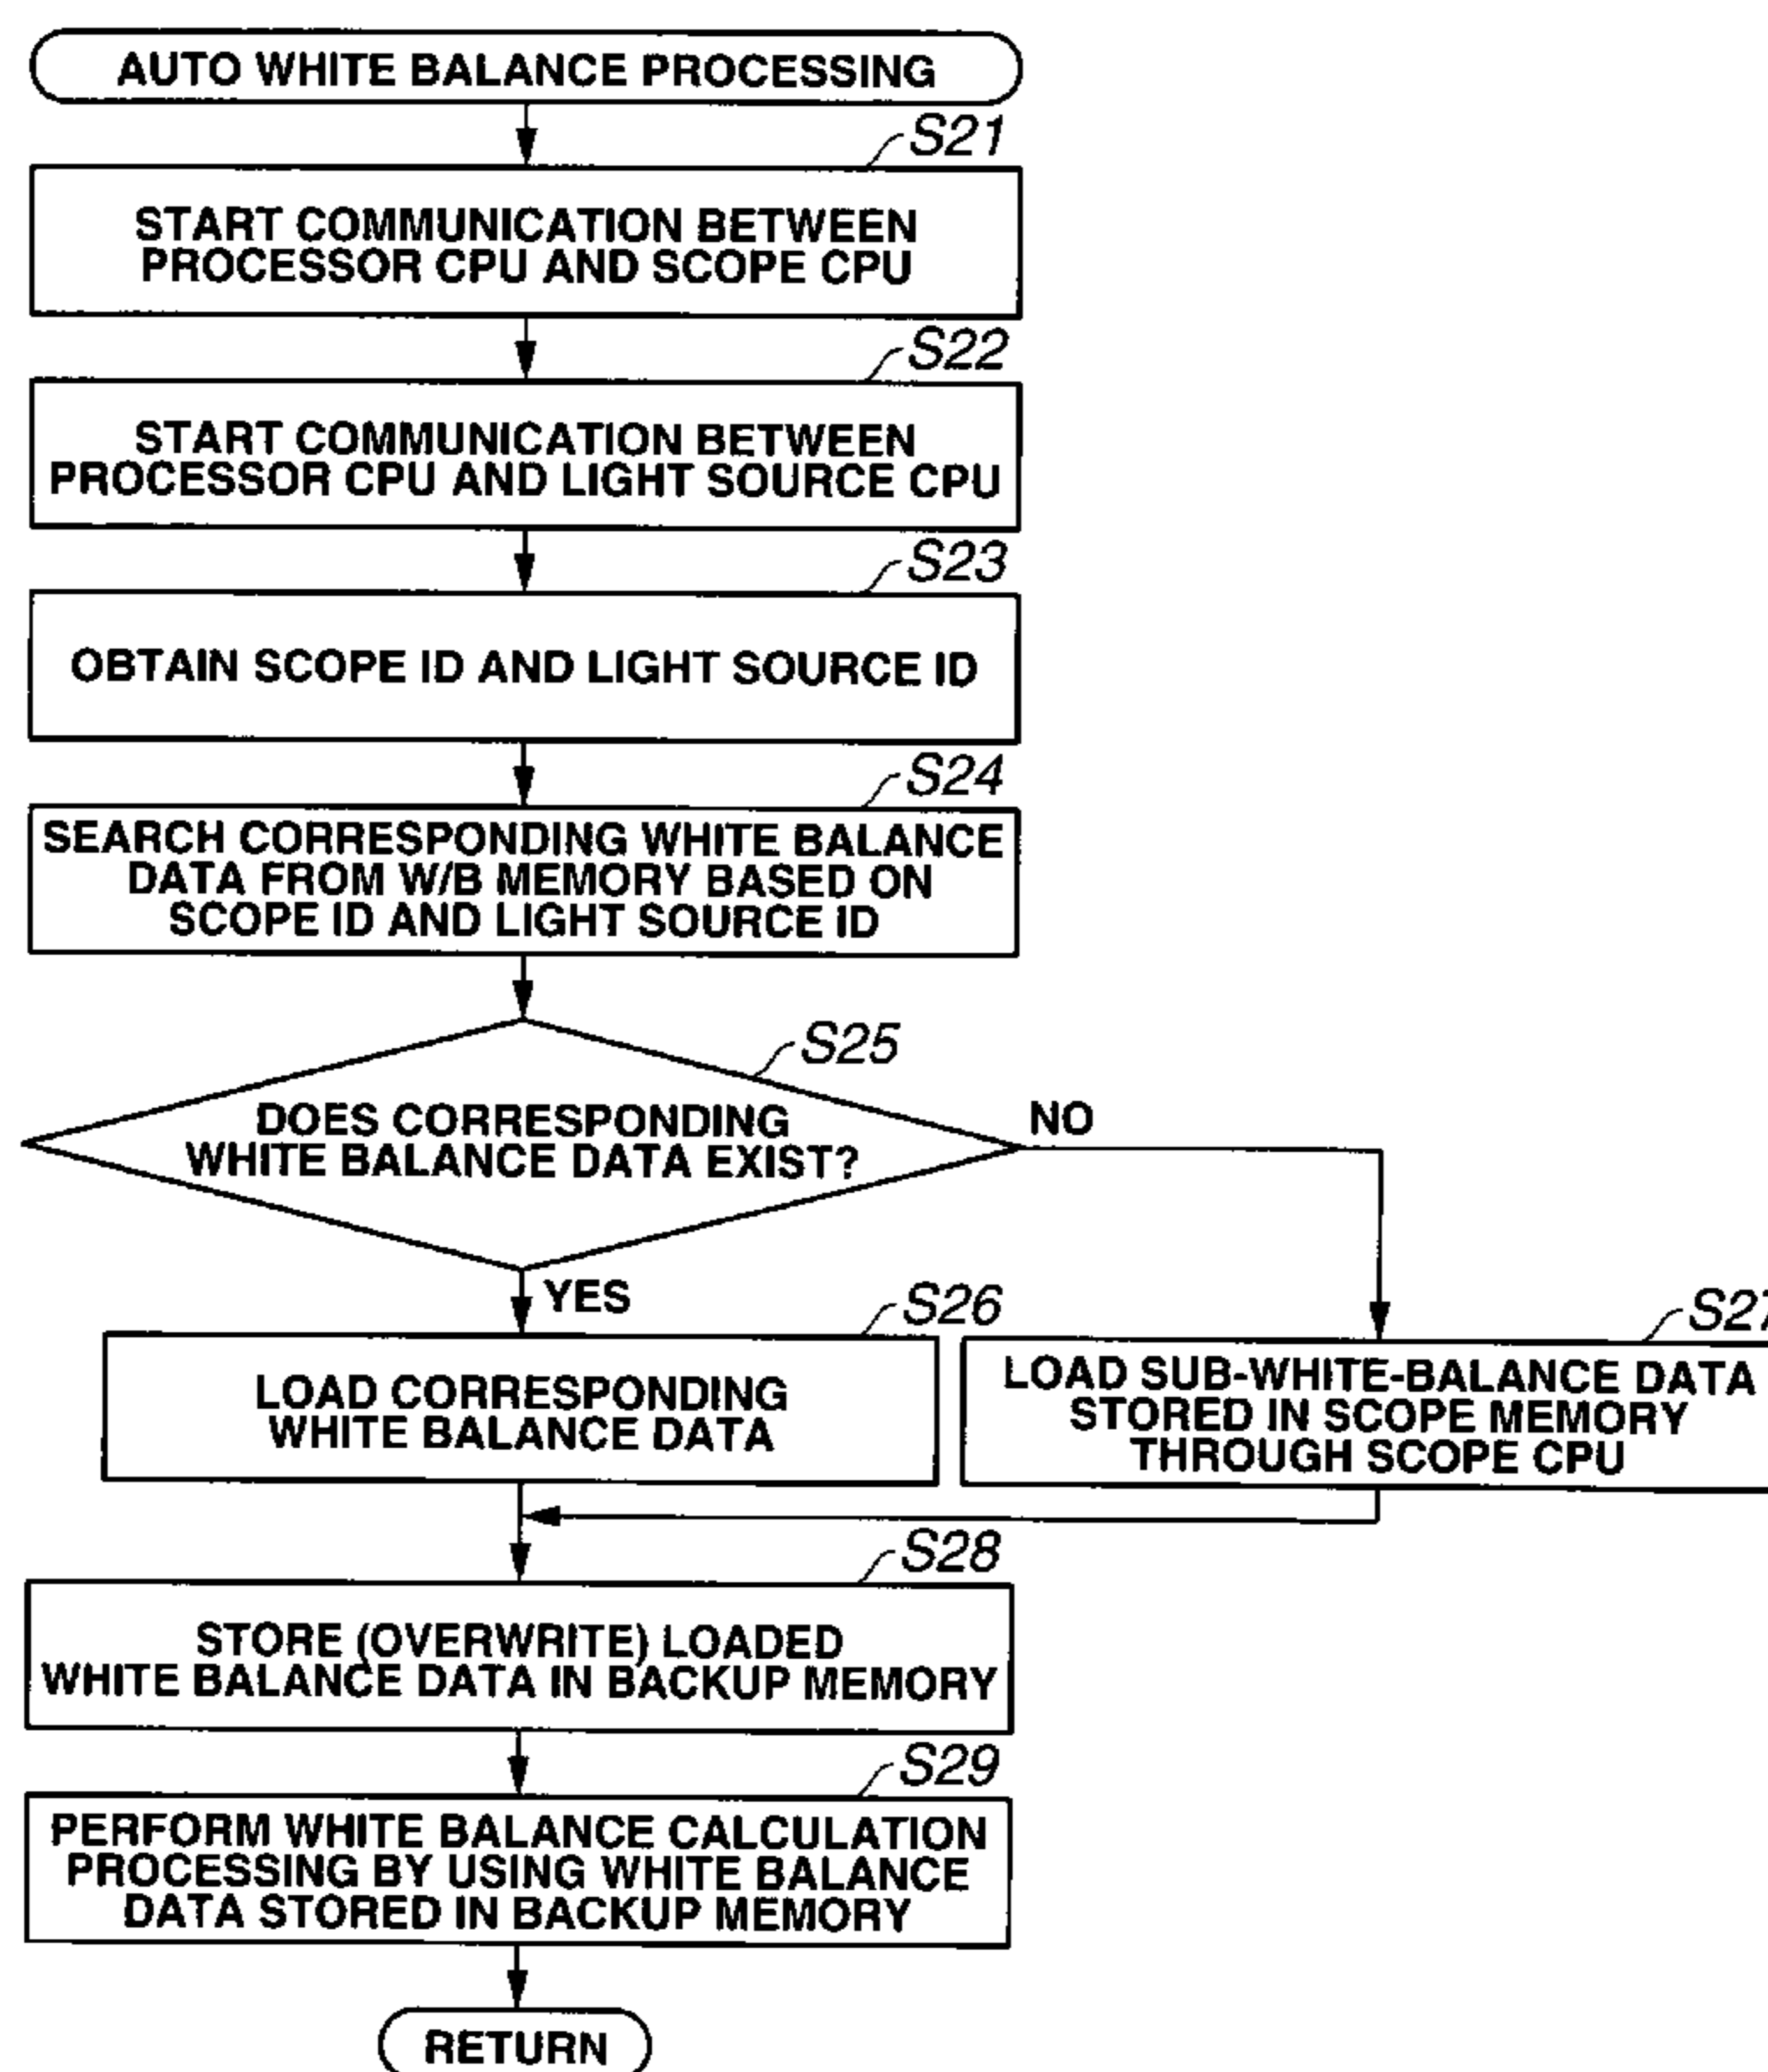 AUTO WHITE BALANCE PROCESSING
S21
START COMMUNICATION BETWEEN
PROCESSOR CPU AND SCOPE CPU
S22
START COMMUNICATION BETWEEN
PROCESSOR CPU AND LIGHT SOURCE CPU
S23
OBTAIN SCOPE ID AND LIGHT SOURCE ID
S24
SEARCH CORRESPONDING WHITE BALANCE
DATA FROM W/B MEMORY BASED ON
SCOPE ID AND LIGHT SOURCE ID
S25
DOES CORRESPONDING
WHITE BALANCE DATA EXIST?
NO
YES
S26
LOAD CORRESPONDING
WHITE BALANCE DATA
S27
LOAD SUB-WHITE-BALANCE DATA
STORED IN SCOPE MEMORY
THROUGH SCOPE CPU
S28
STORE (OVERWRITE) LOADED
WHITE BALANCE DATA IN BACKUP MEMORY
S29
PERFORM WHITE BALANCE CALCULATION
PROCESSING BY USING WHITE BALANCE
DATA STORED IN BACKUP MEMORY
RETURN